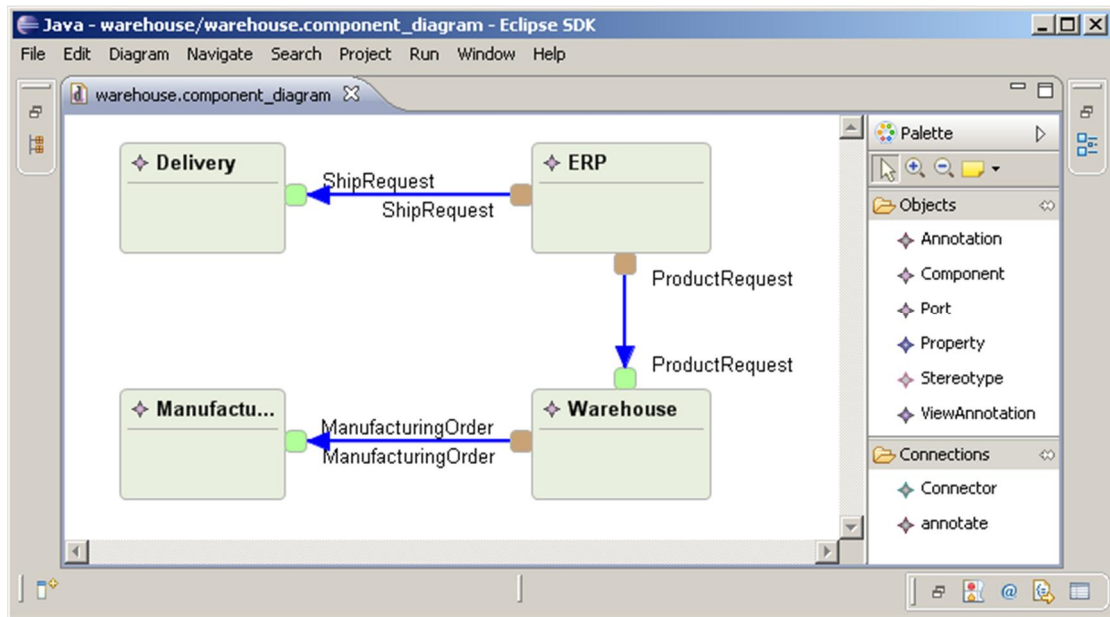 Java - warehouse/warehouse.component_diagram - Eclipse SDK
File Edit Diagram Navigate Search Project Run Window Help
warehouse.component_diagram
Delivery
ShipRequest
ShipRequest
ERP
ProductRequest
ProductRequest
Manufactu...
ManufacturingOrder
ManufacturingOrder
Warehouse
Palette
Objects
Annotation
Component
Port
Property
Stereotype
ViewAnnotation
Connections
Connector
annotate